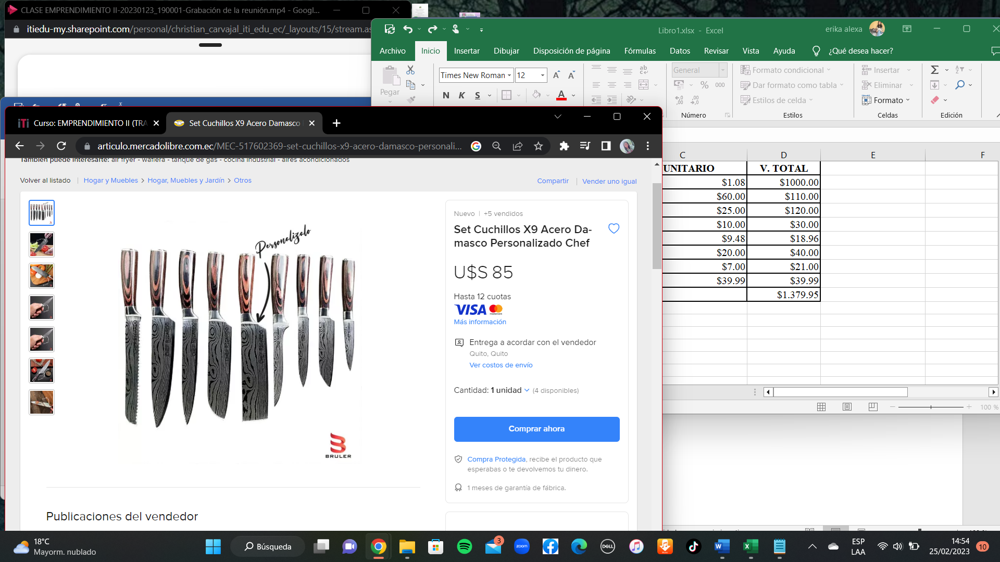 CLASE EMPRENDIMIENTO II-20230123_190001-Grabación de la reunión.mp4 - Googl...
itiedu-my.sharepoint.com/personal/christian_carvajal_iti_edu_ec/_layouts/15/stream.as
Libro1.xlsx - Excel
erika alexa
Archivo Inicio Insertar Dibujar Disposición de página Fórmulas Datos Revisar Vista Ayuda ¿Qué desea hacer?
Pegar
Times New Roman 12
N K S
General
% 000
Número
Formato condicional
Dar formato como tabla
Estilos de celda
Estilos
Insertar
Eliminar
Formato
Celdas
Edición
Curso: EMPRENDIMIENTO II (TRA
Set Cuchillos X9 Acero Damasco
articulo.mercadolibre.com.ec/MEC-517602369-set-cuchillos-x9-acero-damasco-personali...
También puede interesarte: air fryer - waflera - tanque de gas - cocina industrial - aires acondicionados
Volver al listado | Hogar y Muebles > Hogar, Muebles y Jardín > Otros
Compartir | Vender uno igual
Personalizalo
BRULER
Nuevo | +5 vendidos
Set Cuchillos X9 Acero Da-
masco Personalizado Chef
U$S 85
Hasta 12 cuotas
VISA mastercard
Más información
Entrega a acordar con el vendedor
Quito, Quito
Ver costos de envío
Cantidad: 1 unidad (4 disponibles)
Comprar ahora
Compra Protegida, recibe el producto que
esperabas o te devolvemos tu dinero.
1 meses de garantía de fábrica.
Publicaciones del vendedor
C D E F
UNITARIO V. TOTAL
$1.08 $1000.00
$60.00 $110.00
$25.00 $120.00
$10.00 $30.00
$9.48 $18.96
$20.00 $40.00
$7.00 $21.00
$39.99 $39.99
$1.379.95
100 %
18°C
Mayorm. nublado
Búsqueda
3
zoom
DELL
ESP
LAA
14:54
25/02/2023
10